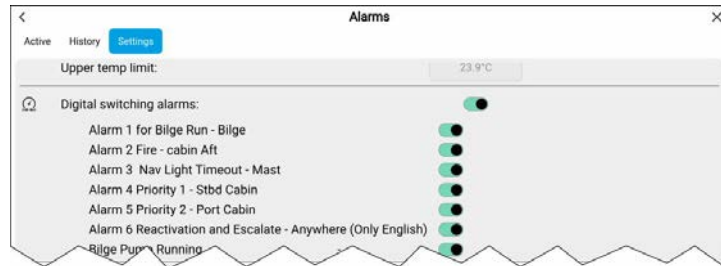 Alarms
Active History Settings
Upper temp limit: 23.9°C
Digital switching alarms:
Alarm 1 for Bilge Run - Bilge
Alarm 2 Fire - cabin Aft
Alarm 3 Nav Light Timeout - Mast
Alarm 4 Priority 1 - Stbd Cabin
Alarm 5 Priority 2 - Port Cabin
Alarm 6 Reactivation and Escalate - Anywhere (Only English)
Bilge Pump Running